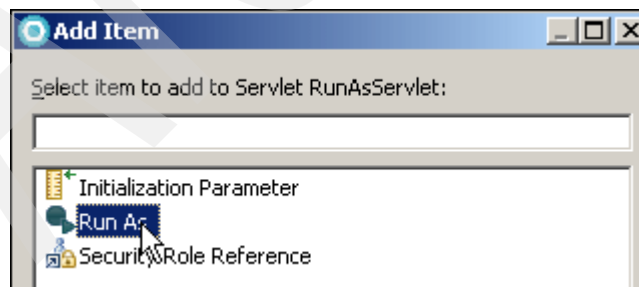 Add Item
Select item to add to Servlet RunAsServlet:
Initialization Parameter
Run As
Security Role Reference